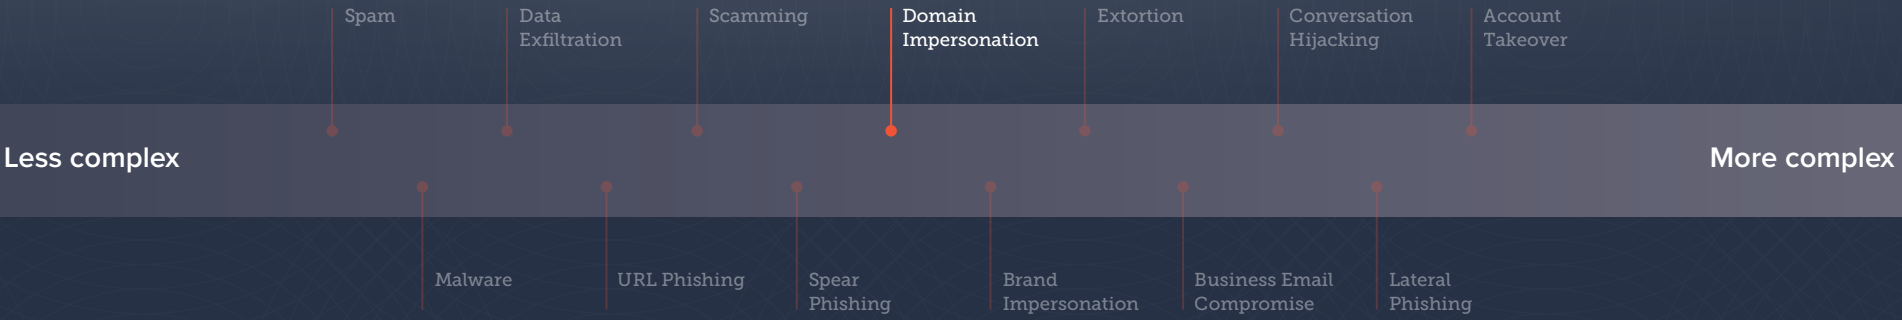 Spam
Data
Exfiltration
Scamming
Domain
Impersonation
Extortion
Conversation
Hijacking
Account
Takeover
Less complex
More complex
Malware
URL Phishing
Spear
Phishing
Brand
Impersonation
Business Email
Compromise
Lateral
Phishing